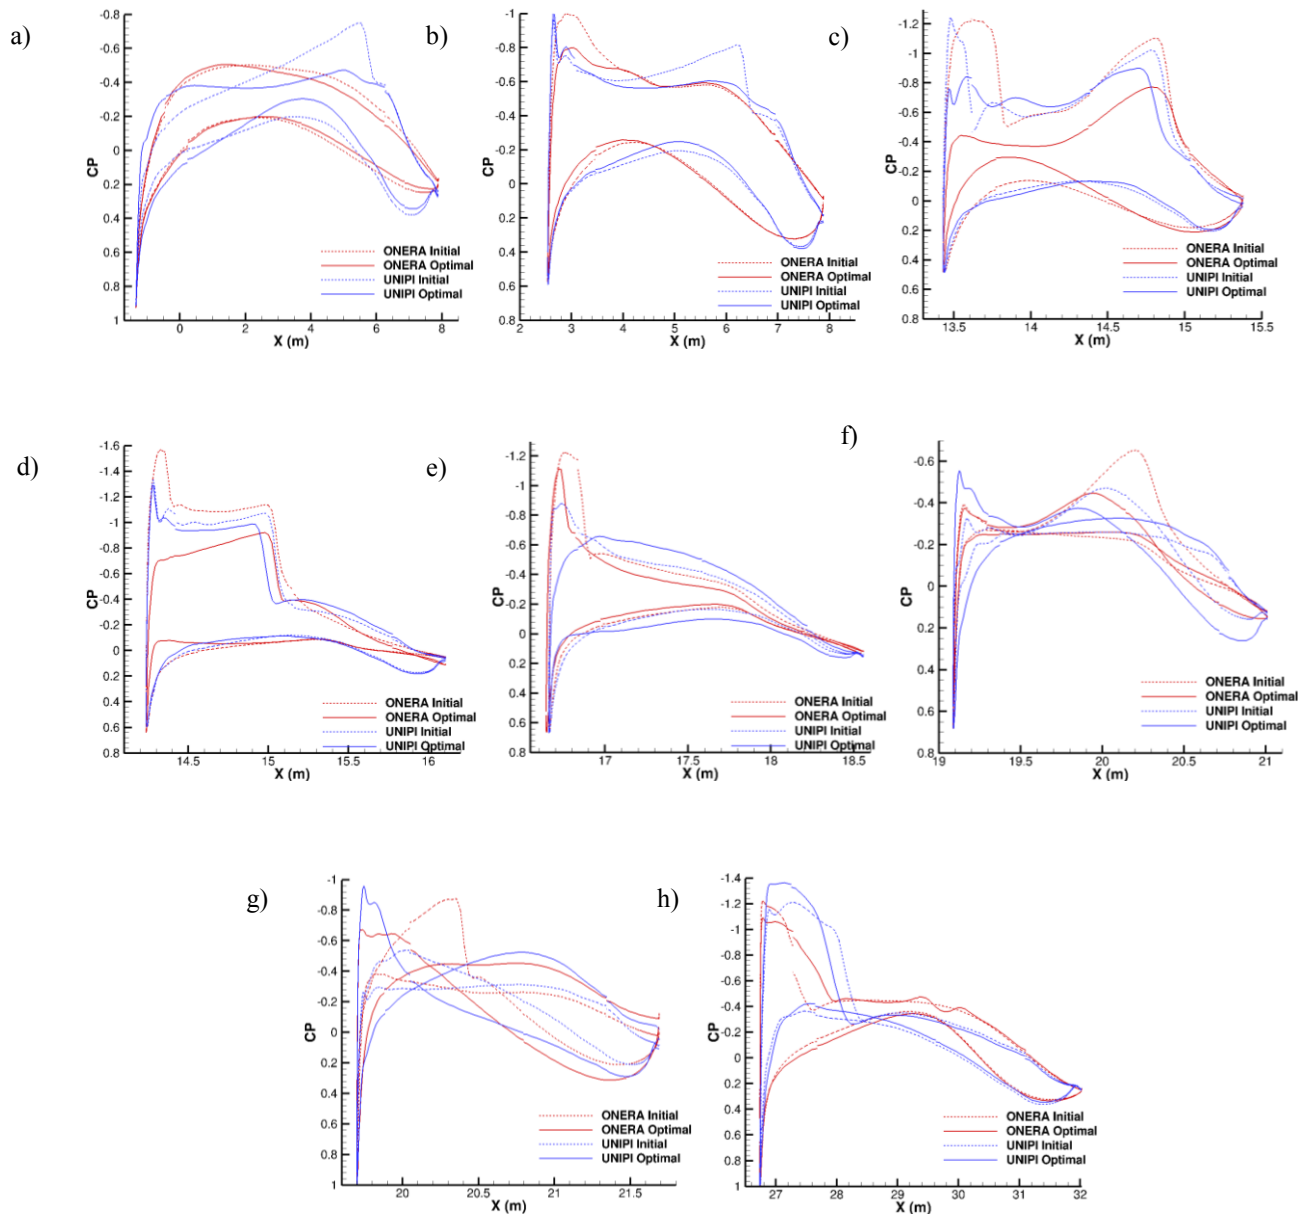 a)
-0.8
-0.6
-0.4
-0.2
0
0.2
0.4
0.6
0.8
1
CP
0 2 4 6 8
X (m)
ONERA Initial
ONERA Optimal
UNIPI Initial
UNIPI Optimal
b)
-1
-0.8
-0.6
-0.4
-0.2
0
0.2
0.4
0.6
0.8
CP
2 3 4 5 6 7 8
X (m)
ONERA Initial
ONERA Optimal
UNIPI Initial
UNIPI Optimal
c)
-1.2
-1
-0.8
-0.6
-0.4
-0.2
0
0.2
0.4
0.6
0.8
CP
13.5 14 14.5 15 15.5
X (m)
ONERA Initial
ONERA Optimal
UNIPI Initial
UNIPI Optimal
d)
-1.6
-1.4
-1.2
-1
-0.8
-0.6
-0.4
-0.2
0
0.2
0.4
0.6
0.8
CP
14.5 15 15.5 16
X (m)
ONERA Initial
ONERA Optimal
UNIPI Initial
UNIPI Optimal
e)
-1.2
-1
-0.8
-0.6
-0.4
-0.2
0
0.2
0.4
0.6
0.8
CP
17 17.5 18 18.5
X (m)
ONERA Initial
ONERA Optimal
UNIPI Initial
UNIPI Optimal
f)
-0.6
-0.4
-0.2
0
0.2
0.4
0.6
0.8
CP
19 19.5 20 20.5 21
X (m)
ONERA Initial
ONERA Optimal
UNIPI Initial
UNIPI Optimal
g)
-1
-0.8
-0.6
-0.4
-0.2
0
0.2
0.4
0.6
0.8
1
CP
20 20.5 21 21.5
X (m)
ONERA Initial
ONERA Optimal
UNIPI Initial
UNIPI Optimal
h)
-1.4
-1.2
-1
-0.8
-0.6
-0.4
-0.2
0
0.2
0.4
0.6
0.8
1
CP
27 28 29 30 31 32
X (m)
ONERA Initial
ONERA Optimal
UNIPI Initial
UNIPI Optimal